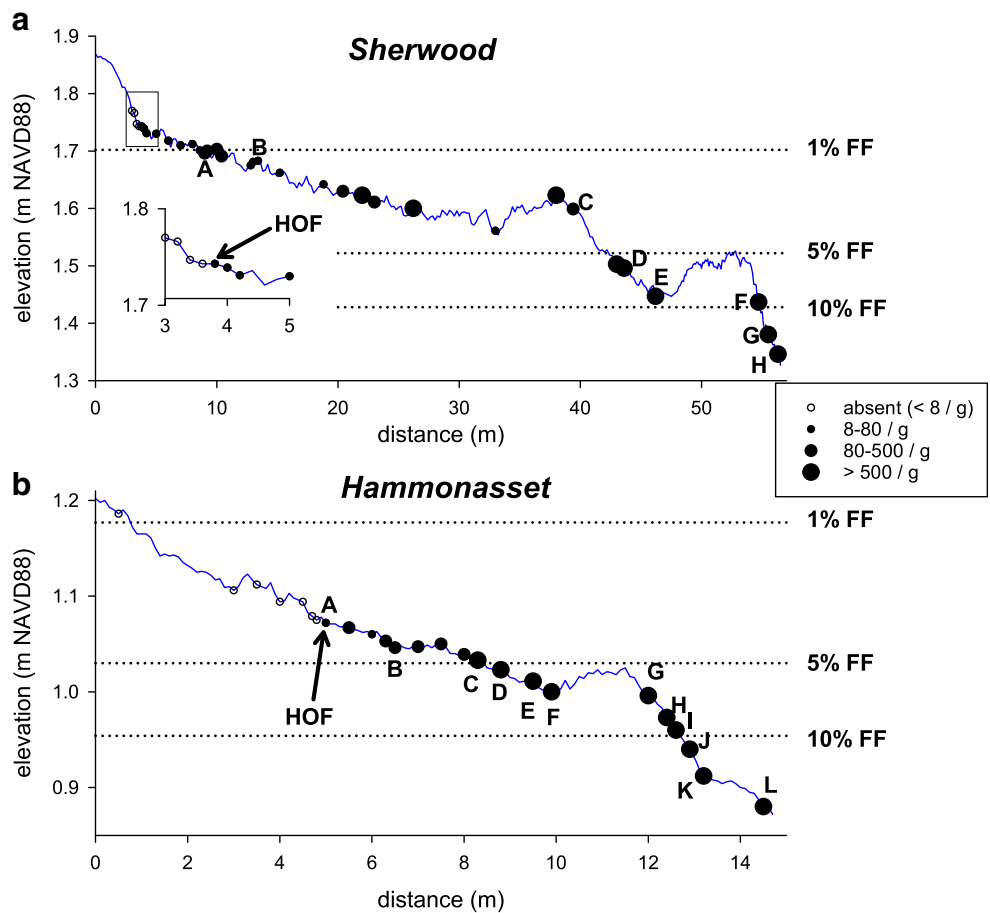 a
Sherwood
elevation (m NAVD88)
1.9
1.8
1.7
1.6
1.5
1.4
1.3
1% FF
5% FF
10% FF
A
B
C
D
E
F
G
H
HOF
1.8
1.7
3 4 5
0 10 20 30 40 50
distance (m)
absent (< 8 / g)
8-80 / g
80-500 / g
> 500 / g
b
Hammonasset
elevation (m NAVD88)
1.2
1.1
1.0
0.9
1% FF
5% FF
10% FF
A
B
C
D
E
F
G
H
I
J
K
L
HOF
0 2 4 6 8 10 12 14
distance (m)